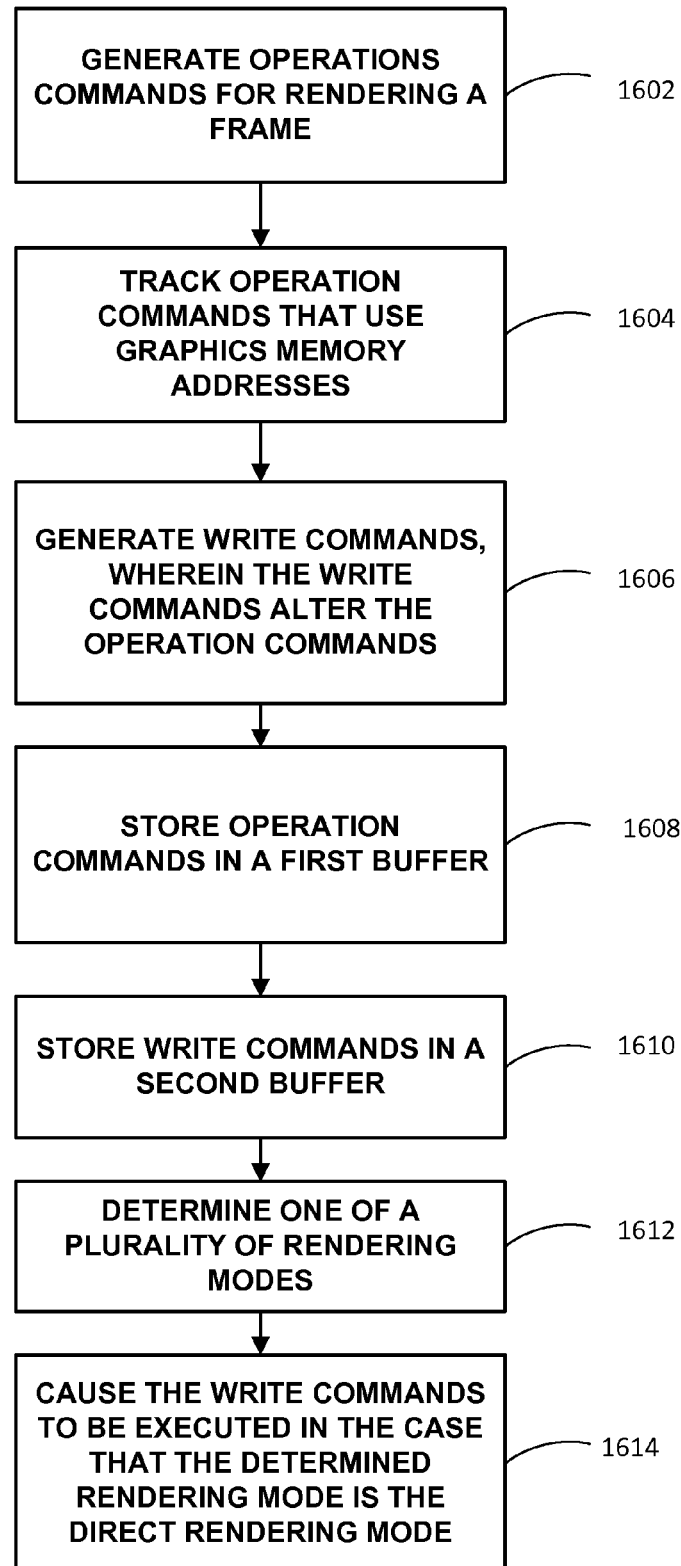 GENERATE OPERATIONS
COMMANDS FOR RENDERING A
FRAME
1602
TRACK OPERATION
COMMANDS THAT USE
GRAPHICS MEMORY
ADDRESSES
1604
GENERATE WRITE COMMANDS,
WHEREIN THE WRITE
COMMANDS ALTER THE
OPERATION COMMANDS
1606
STORE OPERATION
COMMANDS IN A FIRST BUFFER
1608
STORE WRITE COMMANDS IN A
SECOND BUFFER
1610
DETERMINE ONE OF A
PLURALITY OF RENDERING
MODES
1612
CAUSE THE WRITE COMMANDS
TO BE EXECUTED IN THE CASE
THAT THE DETERMINED
RENDERING MODE IS THE
DIRECT RENDERING MODE
1614